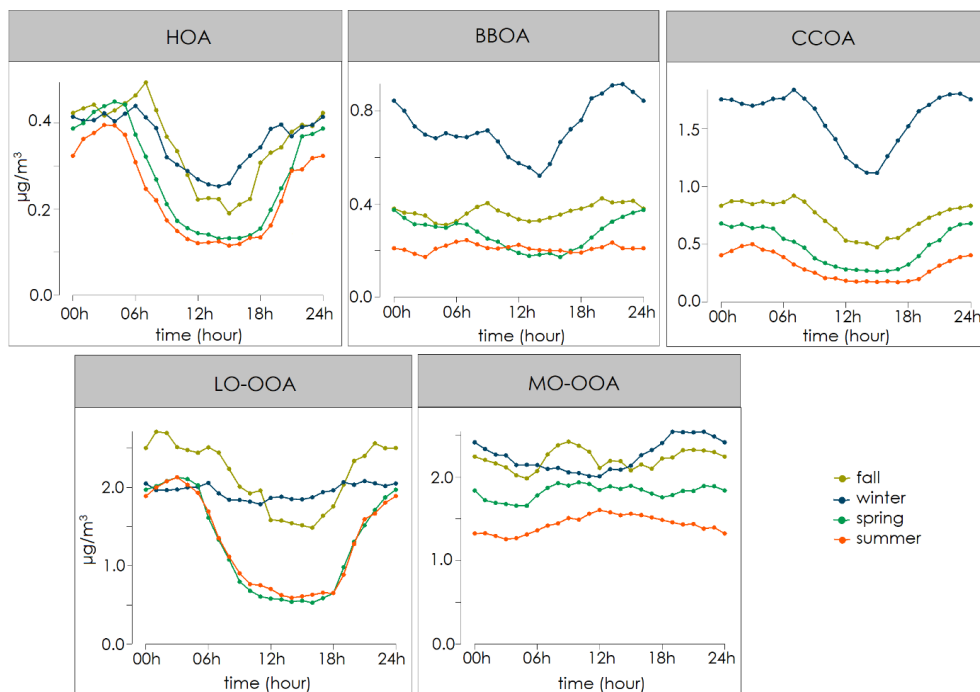 HOA
BBOA
CCOA
µg/m³
0.4
0.2
0.0
00h 06h 12h 18h 24h
time (hour)
0.8
0.4
0.0
00h 06h 12h 18h 24h
time (hour)
1.5
1.0
0.5
0.0
00h 06h 12h 18h 24h
time (hour)
LO-OOA
MO-OOA
µg/m³
2.0
1.0
0.0
00h 06h 12h 18h 24h
time (hour)
2.0
1.0
0.0
00h 06h 12h 18h 24h
time (hour)
fall
winter
spring
summer